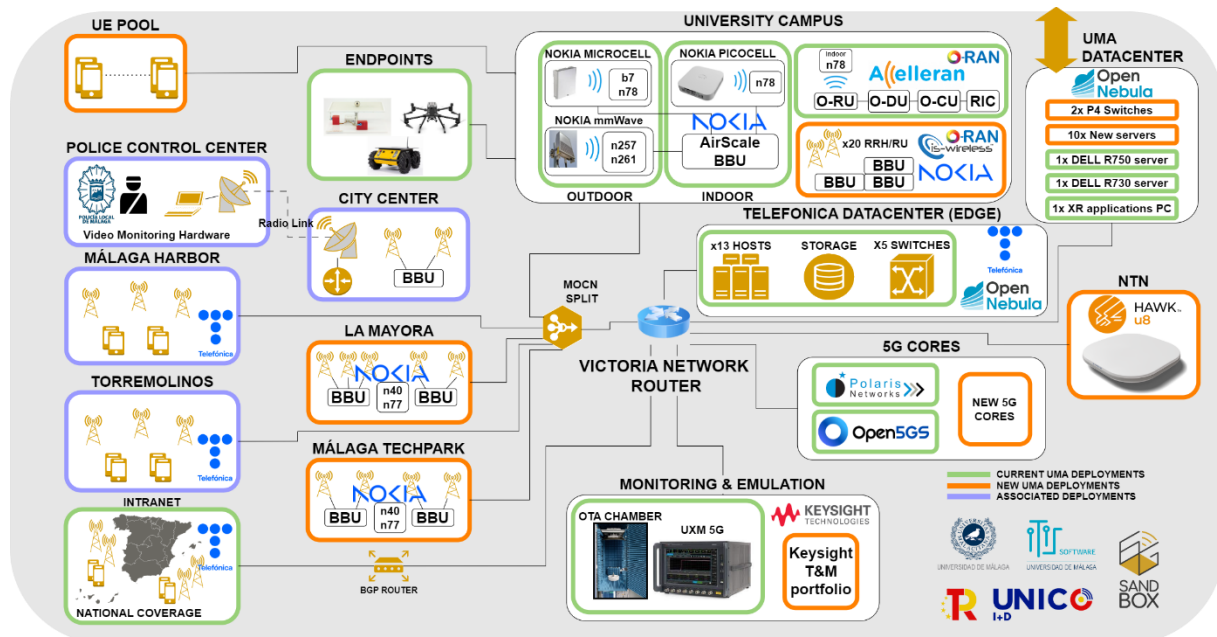 UE POOL
ENDPOINTS
POLICE CONTROL CENTER
POLICÍA LOCAL
DE MÁLAGA
Video Monitoring Hardware
Radio Link
CITY CENTER
BBU
MÁLAGA HARBOR
Telefónica
LA MAYORA
NOKIA
BBU
n40
n77
BBU
TORREMOLINOS
Telefónica
MÁLAGA TECHPARK
NOKIA
BBU
n40
n77
BBU
INTRANET
Telefónica
NATIONAL COVERAGE
BGP ROUTER
UNIVERSITY CAMPUS
NOKIA MICROCELL
b7
n78
NOKIA mmWave
n257
n261
OUTDOOR
NOKIA PICOCELL
n78
NOKIA
AirScale
BBU
INDOOR
Indoor
n78
O-RAN
Accelleran
O-RU
O-DU
O-CU
RIC
x20 RRH/RU
O-RAN
is-wireless™
BBU
BBU
BBU
NOKIA
UMA
DATACENTER
Open
Nebula
2x P4 Switches
10x New servers
1x DELL R750 server
1x DELL R730 server
1x XR applications PC
TELEFONICA DATACENTER (EDGE)
x13 HOSTS
STORAGE
X5 SWITCHES
Telefónica
Open
Nebula
MOCN
SPLIT
VICTORIA NETWORK
ROUTER
NTN
HAWK™
u8
5G CORES
Polaris
Networks
Open5GS
NEW 5G
CORES
MONITORING & EMULATION
OTA CHAMBER
UXM 5G
KEYSIGHT
TECHNOLOGIES
Keysight
T&M
portfolio
CURRENT UMA DEPLOYMENTS
NEW UMA DEPLOYMENTS
ASSOCIATED DEPLOYMENTS
UNIVERSIDAD DE MÁLAGA
itis
SOFTWARE
UNIVERSIDAD DE MÁLAGA
SAND
BOX
TR
UNICO
I+D